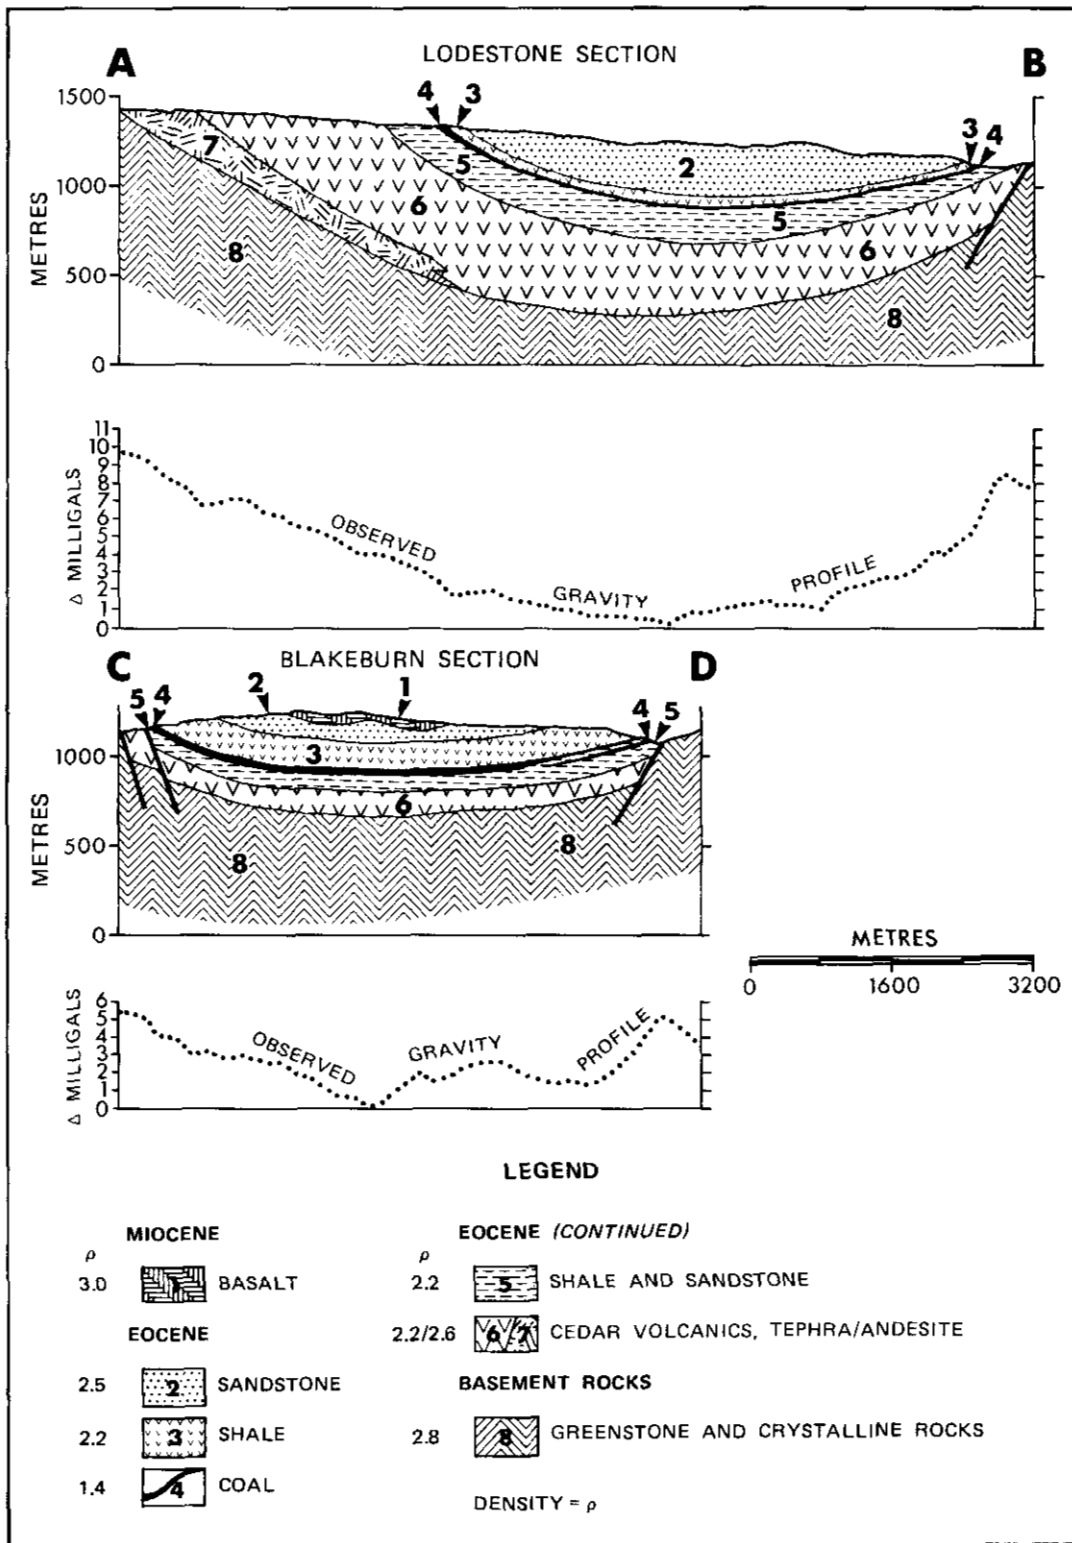 LODESTONE SECTION
A B
4 3
3 4
1500
1000
500
0
METRES
7
5
2
6
5
6
8
8
11
10
9
8
7
6
5
4
3
2
1
0
Δ MILLIGALS
OBSERVED GRAVITY PROFILE
BLAKEBURN SECTION
C D
5 4 2 1 4 5
1000
500
0
METRES
3
6
8 8
METRES
0 1600 3200
6
5
4
3
2
1
0
Δ MILLIGALS
OBSERVED GRAVITY PROFILE
LEGEND
MIOCENE
ρ
3.0 1 BASALT
EOCENE
2.5 2 SANDSTONE
2.2 3 SHALE
1.4 4 COAL
EOCENE (CONTINUED)
ρ
2.2 5 SHALE AND SANDSTONE
2.2/2.6 6/7 CEDAR VOLCANICS, TEPHRA/ANDESITE
BASEMENT ROCKS
2.8 8 GREENSTONE AND CRYSTALLINE ROCKS
DENSITY = ρ